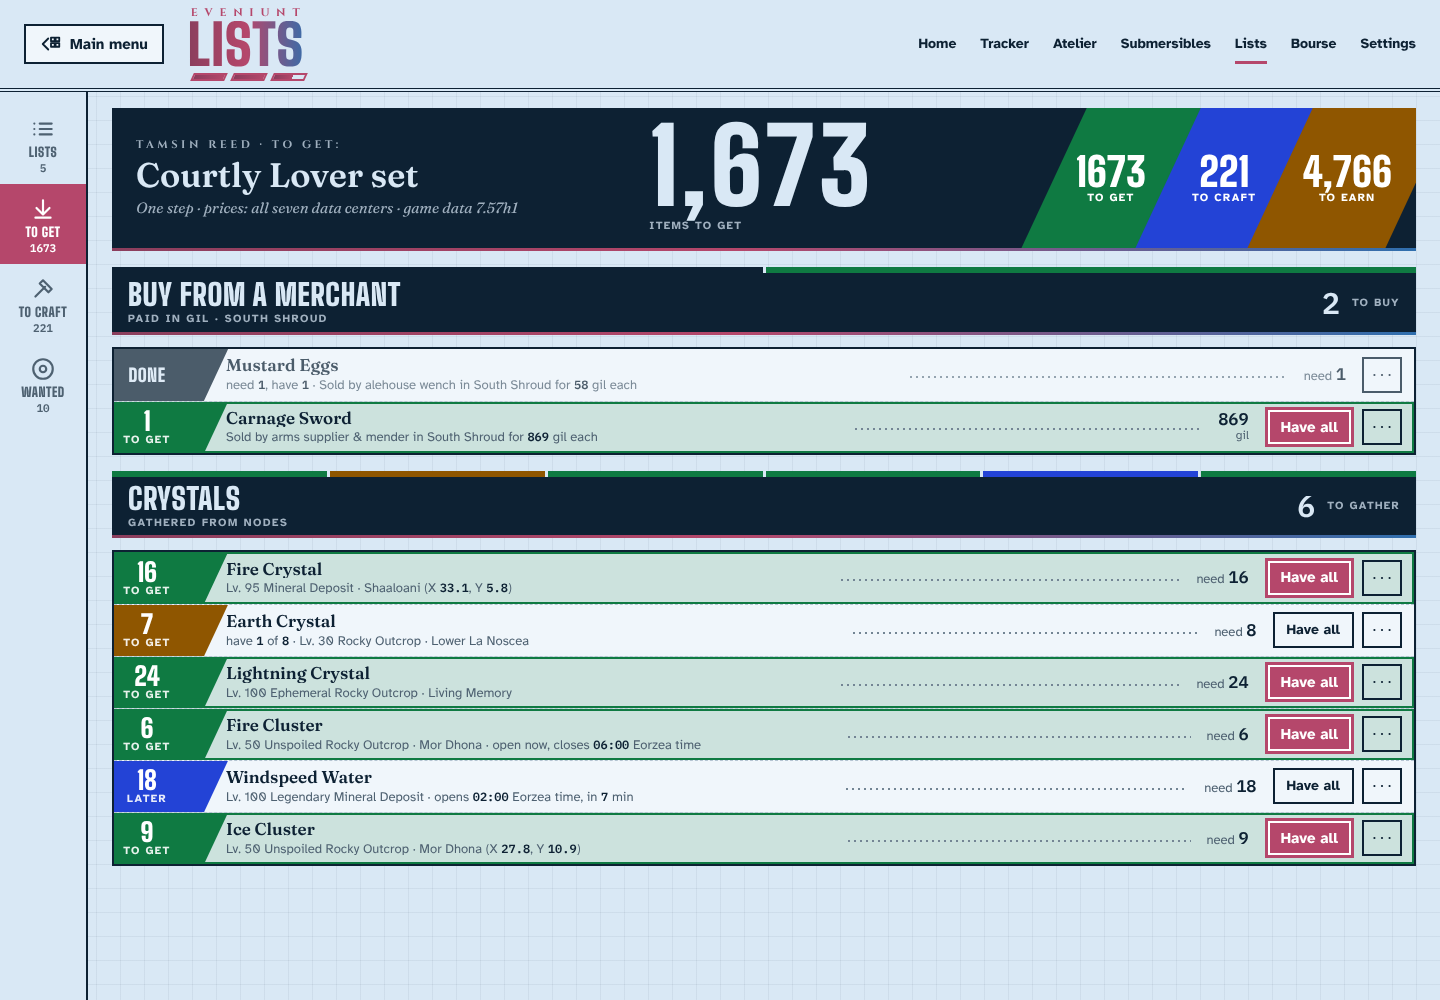 Main menu
EVENIUNT
LISTS
Home
Tracker
Atelier
Submersibles
Lists
Bourse
Settings
LISTS
5
TO GET
1673
TO CRAFT
221
WANTED
10
TAMSIN REED · TO GET:
Courtly Lover set
One step · prices: all seven data centers · game data 7.57h1
1,673
ITEMS TO GET
1673
TO GET
221
TO CRAFT
4,766
TO EARN
BUY FROM A MERCHANT
PAID IN GIL · SOUTH SHROUD
2 TO BUY
DONE
Mustard Eggs
need 1, have 1 · Sold by alehouse wench in South Shroud for 58 gil each
need 1
...
1
TO GET
Carnage Sword
Sold by arms supplier & mender in South Shroud for 869 gil each
869
gil
Have all
...
CRYSTALS
GATHERED FROM NODES
6 TO GATHER
16
TO GET
Fire Crystal
Lv. 95 Mineral Deposit · Shaaloani (X 33.1, Y 5.8)
need 16
Have all
...
7
TO GET
Earth Crystal
have 1 of 8 · Lv. 30 Rocky Outcrop · Lower La Noscea
need 8
Have all
...
24
TO GET
Lightning Crystal
Lv. 100 Ephemeral Rocky Outcrop · Living Memory
need 24
Have all
...
6
TO GET
Fire Cluster
Lv. 50 Unspoiled Rocky Outcrop · Mor Dhona · open now, closes 06:00 Eorzea time
need 6
Have all
...
18
LATER
Windspeed Water
Lv. 100 Legendary Mineral Deposit · opens 02:00 Eorzea time, in 7 min
need 18
Have all
...
9
TO GET
Ice Cluster
Lv. 50 Unspoiled Rocky Outcrop · Mor Dhona (X 27.8, Y 10.9)
need 9
Have all
...